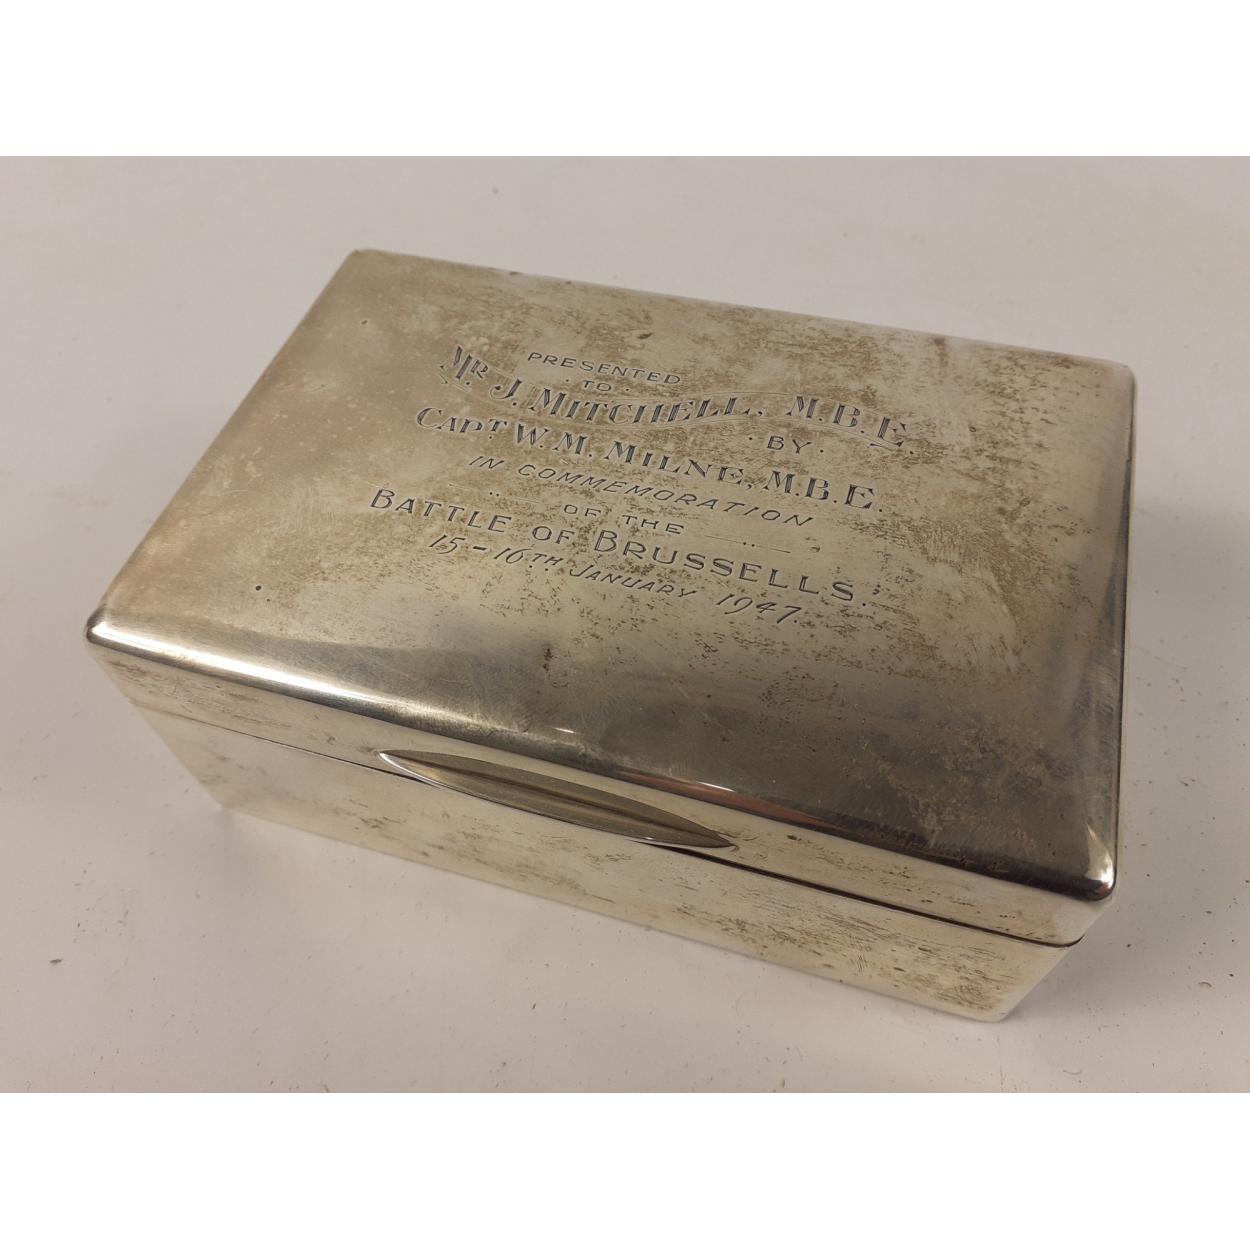 PRESENTED
· TO ·
MR J. MITCHELL, M.B.E.
· BY ·
CAPT W. M. MILNE, M.B.E.
IN COMMEMORATION
OF THE
BATTLE OF BRUSSELLS.
15-16TH JANUARY 1947.